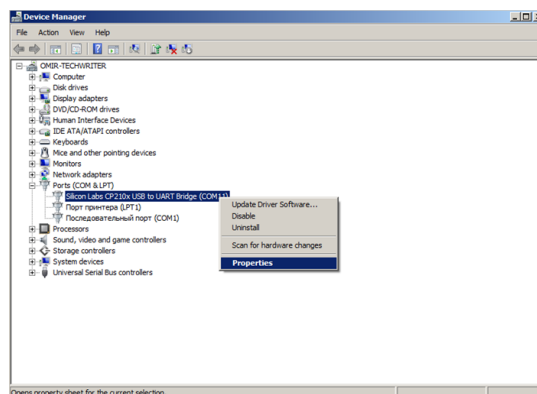 Device Manager
File Action View Help
OMIR-TECHWRITER
Computer
Disk drives
Display adapters
DVD/CD-ROM drives
Human Interface Devices
IDE ATA/ATAPI controllers
Keyboards
Mice and other pointing devices
Monitors
Network adapters
Ports (COM & LPT)
Silicon Labs CP210x USB to UART Bridge (COM11)
Порт принтера (LPT1)
Последовательный порт (COM1)
Processors
Sound, video and game controllers
Storage controllers
System devices
Universal Serial Bus controllers
Update Driver Software...
Disable
Uninstall
Scan for hardware changes
Properties
Opens property sheet for the current selection.